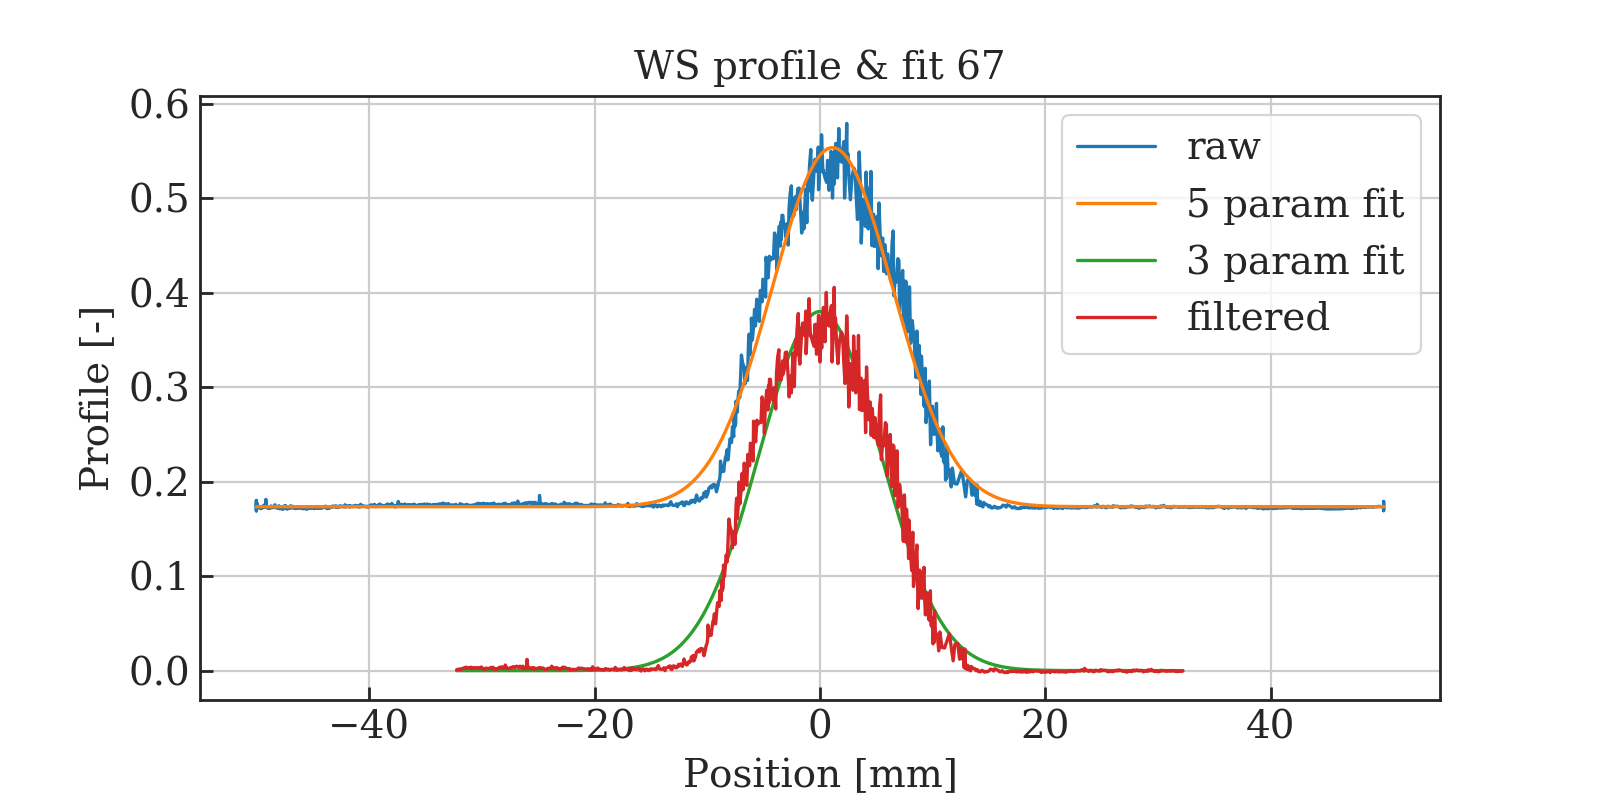 WS profile & fit 67
0.6
0.5
0.4
0.3
0.2
0.1
0.0
Profile [-]
raw
5 param fit
3 param fit
filtered
−40
−20
0
20
40
Position [mm]